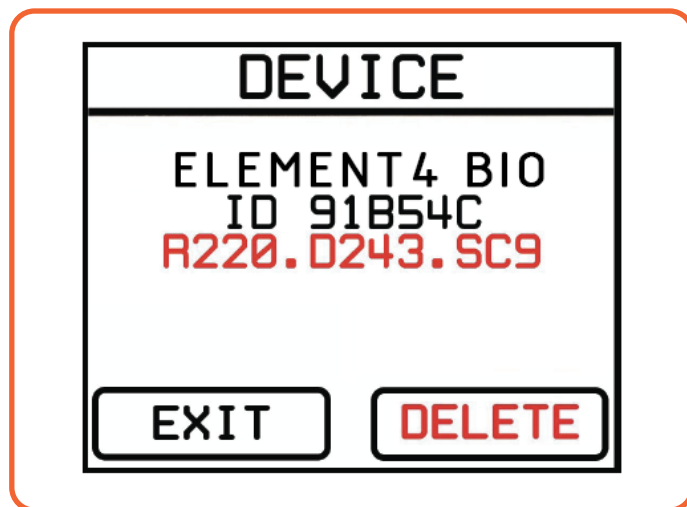 DEVICE
ELEMENT4 BIO
ID 91B54C
R220.D243.SC9
EXIT
DELETE